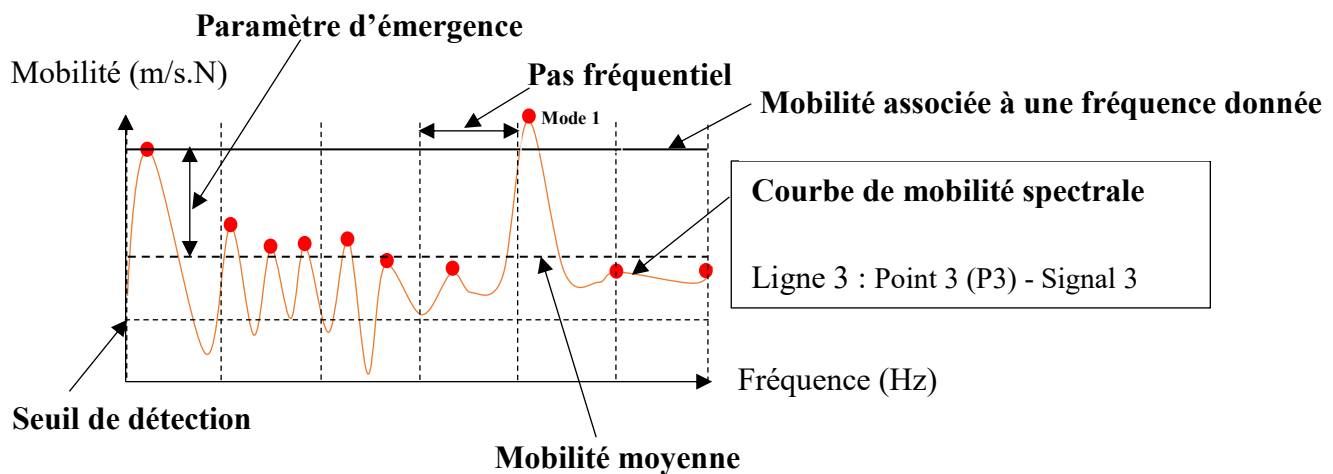 Paramètre d’émergence
Mobilité (m/s.N)
Pas fréquentiel
Mobilité associée à une fréquence donnée
Mode 1
Courbe de mobilité spectrale
Ligne 3 : Point 3 (P3) - Signal 3
Fréquence (Hz)
Seuil de détection
Mobilité moyenne